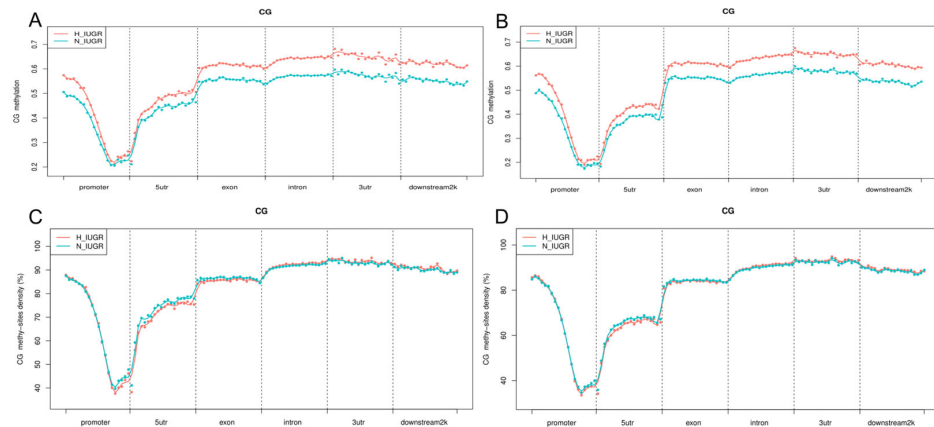 A
CG
H_IUGR
N_IUGR
CG methylation
0.7
0.6
0.5
0.4
0.3
0.2
promoter 5utr exon intron 3utr downstream2k
B
CG
H_IUGR
N_IUGR
CG methylation
0.7
0.6
0.5
0.4
0.3
0.2
promoter 5utr exon intron 3utr downstream2k
C
CG
H_IUGR
N_IUGR
CG methy-sites density (%)
100
90
80
70
60
50
40
promoter 5utr exon intron 3utr downstream2k
D
CG
H_IUGR
N_IUGR
CG methy-sites density (%)
100
80
60
40
promoter 5utr exon intron 3utr downstream2k